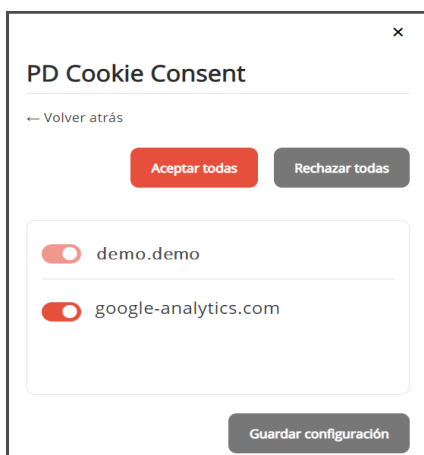 ×
PD Cookie Consent
← Volver atrás
Aceptar todas Rechazar todas
demo.demo
google-analytics.com
Guardar configuración